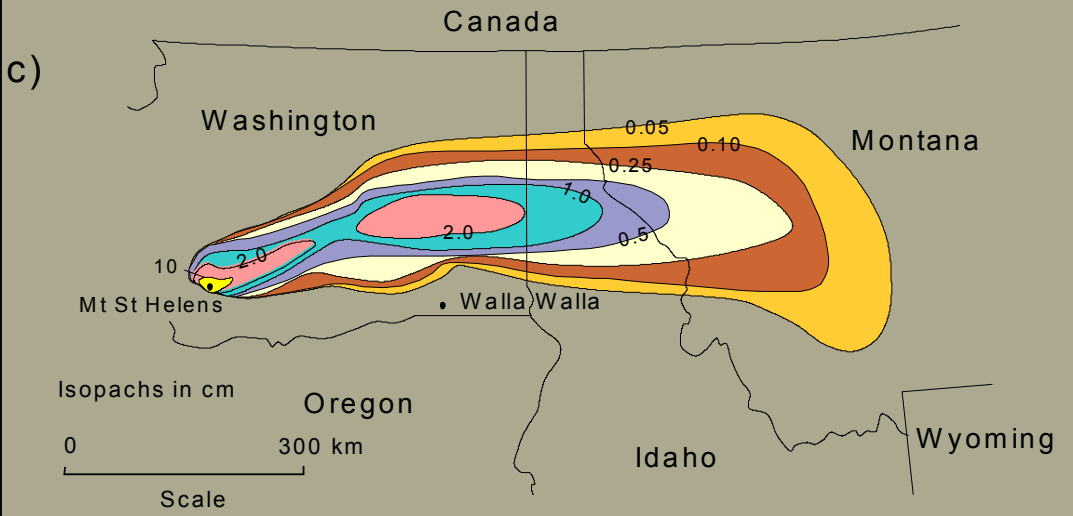 Canada
c)
Washington
0.05
0.10
Montana
0.25
1.0
2.0
0.5
2.0
10
Mt St Helens
Walla Walla
Isopachs in cm
Oregon
0 300 km
Scale
Idaho
Wyoming